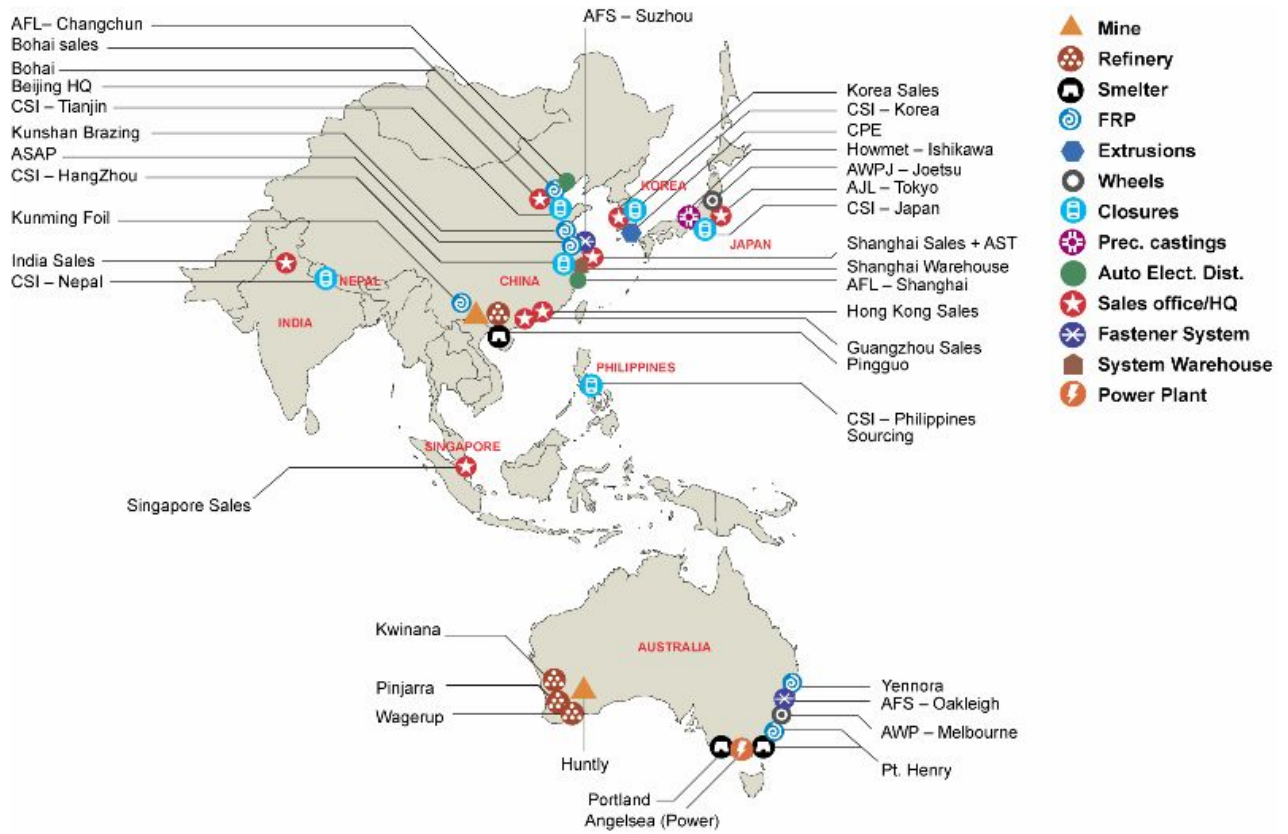 AFL– Changchun
Bohai sales
Bohai
Beijing HQ
CSI – Tianjin
Kunshan Brazing
ASAP
CSI – HangZhou
Kunming Foil
India Sales
CSI – Nepal
AFS – Suzhou
Korea Sales
CSI – Korea
CPE
Howmet – Ishikawa
AWPJ – Joetsu
AJL – Tokyo
CSI – Japan
Shanghai Sales + AST
Shanghai Warehouse
AFL – Shanghai
Hong Kong Sales
Guangzhou Sales
Pingguo
CSI – Philippines
Sourcing
KOREA
JAPAN
CHINA
NEPAL
INDIA
PHILIPPINES
SINGAPORE
Singapore Sales
AUSTRALIA
Kwinana
Pinjarra
Wagerup
Huntly
Portland
Angelsea (Power)
Yennora
AFS – Oakleigh
AWP – Melbourne
Pt. Henry
Mine
Refinery
Smelter
FRP
Extrusions
Wheels
Closures
Prec. castings
Auto Elect. Dist.
Sales office/HQ
Fastener System
System Warehouse
Power Plant